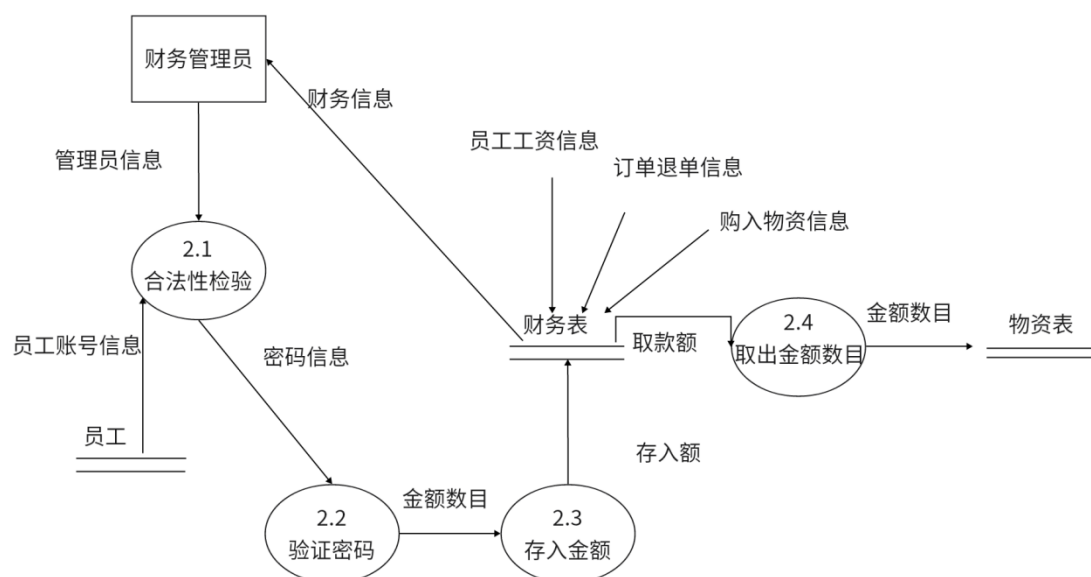 财务管理员
财务信息
员工工资信息
订单退单信息
管理员信息
购入物资信息
2.1
合法性检验
财务表
2.4
取出金额数目
金额数目
物资表
取款额
员工账号信息
密码信息
员工
存入额
金额数目
2.2
验证密码
2.3
存入金额